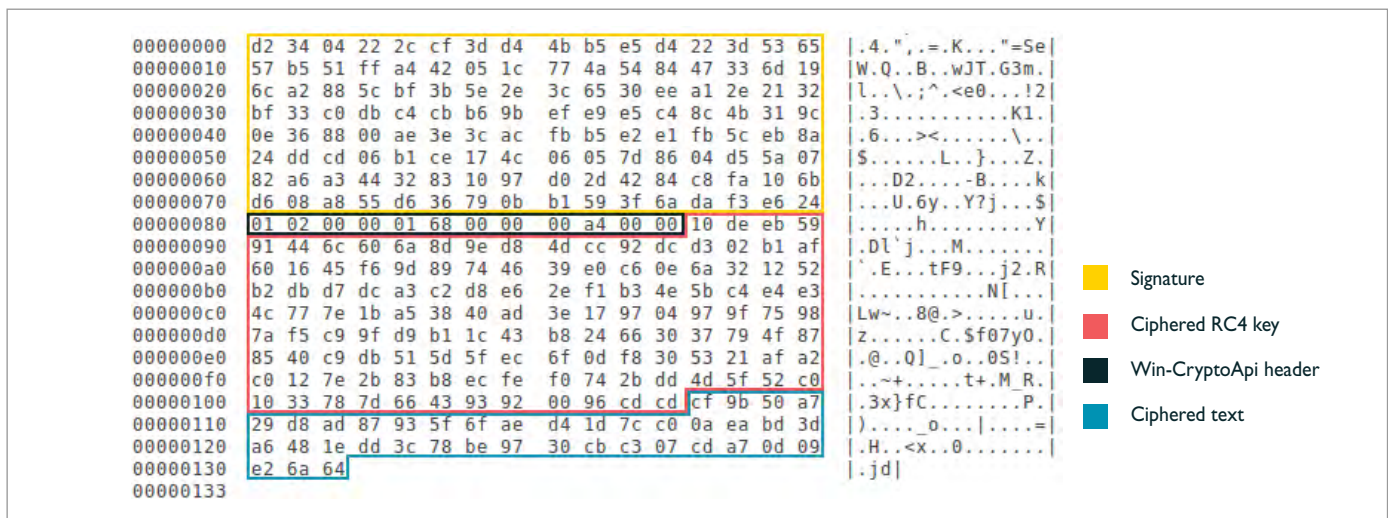 00000000 d2 34 04 22 2c cf 3d d4 4b b5 e5 d4 22 3d 53 65 |.4.",.=.K..."=Se|
00000010 57 b5 51 ff a4 42 05 1c 77 4a 54 84 47 33 6d 19 |W.Q..B..wJT.G3m.|
00000020 6c a2 88 5c bf 3b 5e 2e 3c 65 30 ee a1 2e 21 32 |l..\.;^.<e0...!2|
00000030 bf 33 c0 db c4 cb b6 9b ef e9 e5 c4 8c 4b 31 9c |.3...........K1.|
00000040 0e 36 88 00 ae 3e 3c ac fb b5 e2 e1 fb 5c eb 8a |.6...><......\..|
00000050 24 dd cd 06 b1 ce 17 4c 06 05 7d 86 04 d5 5a 07 |$......L..}...Z.|
00000060 82 a6 a3 44 32 83 10 97 d0 2d 42 84 c8 fa 10 6b |...D2....-B....k|
00000070 d6 08 a8 55 d6 36 79 0b b1 59 3f 6a da f3 e6 24 |...U.6y..Y?j...$|
00000080 01 02 00 00 01 68 00 00 00 a4 00 00 10 de eb 59 |.....h.........Y|
00000090 91 44 6c 60 6a 8d 9e d8 4d cc 92 dc d3 02 b1 af |.Dl`j...M.......|
000000a0 60 16 45 f6 9d 89 74 46 39 e0 c6 0e 6a 32 12 52 |`.E...tF9...j2.R|
000000b0 b2 db d7 dc a3 c2 d8 e6 2e f1 b3 4e 5b c4 e4 e3 |...........N[...|
000000c0 4c 77 7e 1b a5 38 40 ad 3e 17 97 04 97 9f 75 98 |Lw~..8@.>.....u.|
000000d0 7a f5 c9 9f d9 b1 1c 43 b8 24 66 30 37 79 4f 87 |z......C.$f07yO.|
000000e0 85 40 c9 db 51 5d 5f ec 6f 0d f8 30 53 21 af a2 |.@..Q]_.o..0S!..|
000000f0 c0 12 7e 2b 83 b8 ec fe f0 74 2b dd 4d 5f 52 c0 |..~+.....t+.M_R.|
00000100 10 33 78 7d 66 43 93 92 00 96 cd cd cf 9b 50 a7 |.3x}fC........P.|
00000110 29 d8 ad 87 93 5f 6f ae d4 1d 7c c0 0a ea bd 3d |)...._o...|....=|
00000120 a6 48 1e dd 3c 78 be 97 30 cb c3 07 cd a7 0d 09 |.H..<x..0.......|
00000130 e2 6a 64 |.jd|
00000133
Signature
Ciphered RC4 key
Win-CryptoApi header
Ciphered text